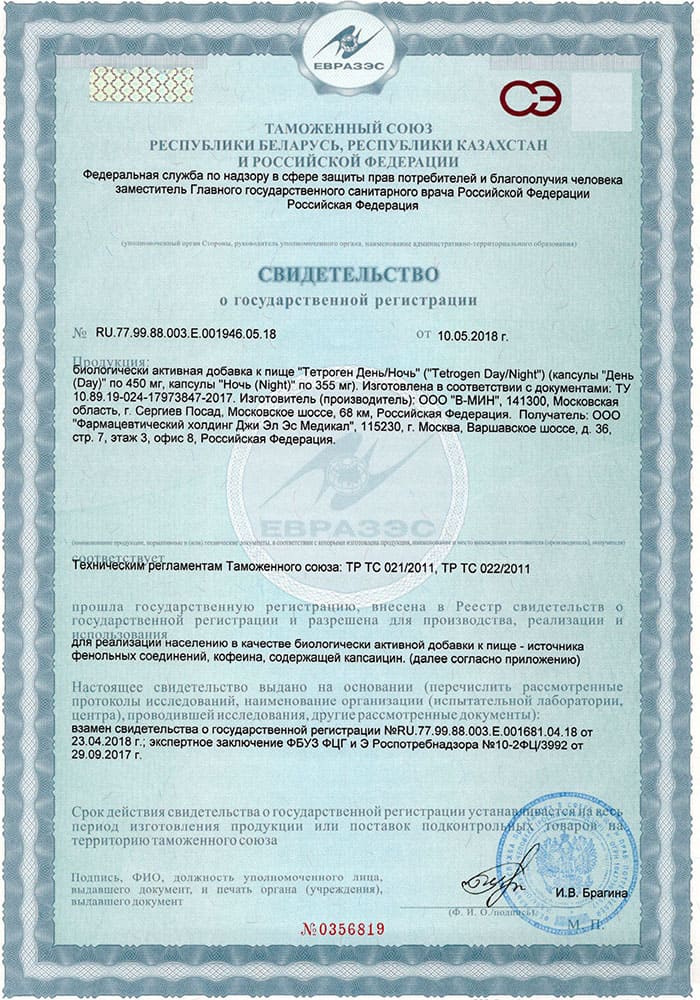 ЕВРАЗЭС
СЭ
ТАМОЖЕННЫЙ СОЮЗ
РЕСПУБЛИКИ БЕЛАРУСЬ, РЕСПУБЛИКИ КАЗАХСТАН
И РОССИЙСКОЙ ФЕДЕРАЦИИ
Федеральная служба по надзору в сфере защиты прав потребителей и благополучия человека
заместитель Главного государственного санитарного врача Российской Федерации
Российская Федерация
(уполномоченный орган Стороны, руководитель уполномоченного органа, наименование административно-территориального образования)
СВИДЕТЕЛЬСТВО
о государственной регистрации
№ RU.77.99.88.003.Е.001946.05.18 от 10.05.2018 г.
Продукция:
биологически активная добавка к пище "Тетроген День/Ночь" ("Tetrogen Day/Night") (капсулы "День
(Day)" по 450 мг, капсулы "Ночь (Night)" по 355 мг). Изготовлена в соответствии с документами: ТУ
10.89.19-024-17973847-2017. Изготовитель (производитель): ООО "В-МИН", 141300, Московская
область, г. Сергиев Посад, Московское шоссе, 68 км, Российская Федерация. Получатель: ООО
"Фармацевтический холдинг Джи Эл Эс Медикал", 115230, г. Москва, Варшавское шоссе, д. 36,
стр. 7, этаж 3, офис 8, Российская Федерация.
ЕВРАЗЭС
(наименование продукции, нормативные и (или) технические документы, в соответствии с которыми изготовлена продукция, наименование и место нахождения изготовителя (производителя), получателя)
соответствует
Техническим регламентам Таможенного союза: ТР ТС 021/2011, ТР ТС 022/2011
прошла государственную регистрацию, внесена в Реестр свидетельств о
государственной регистрации и разрешена для производства, реализации и
использования
для реализации населению в качестве биологически активной добавки к пище - источника
фенольных соединений, кофеина, содержащей капсаицин. (далее согласно приложению)
Настоящее свидетельство выдано на основании (перечислить рассмотренные
протоколы исследований, наименование организации (испытательной лаборатории,
центра), проводившей исследования, другие рассмотренные документы):
взамен свидетельства о государственной регистрации №RU.77.99.88.003.Е.001681.04.18 от
23.04.2018 г.; экспертное заключение ФБУЗ ФЦГ и Э Роспотребнадзора №10-2ФЦ/3992 от
29.09.2017 г.
Срок действия свидетельства о государственной регистрации устанавливается на весь
период изготовления продукции или поставок подконтрольных товаров на
территорию таможенного союза
Подпись, ФИО, должность уполномоченного лица,
выдавшего документ, и печать органа (учреждения),
выдавшего документ
И.В. Брагина
(Ф. И. О./подпись)
М. П.
№0356819